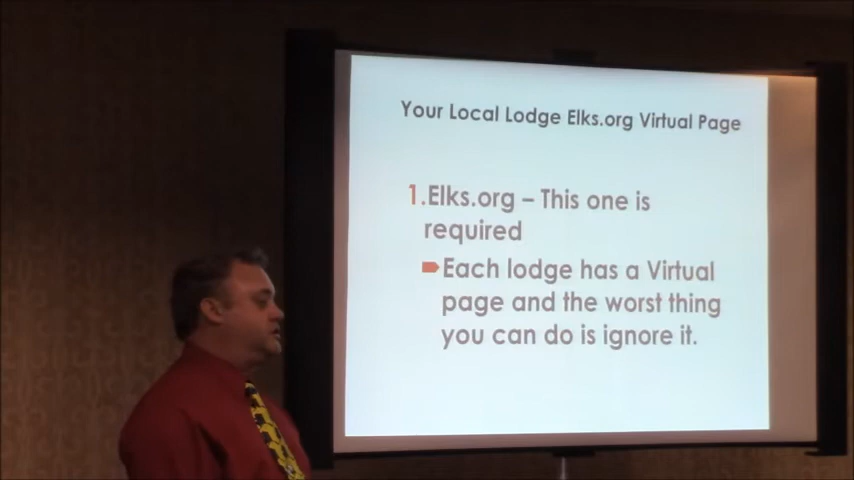 Your Local Lodge Elks.org Virtual Page
1.Elks.org – This one is
required
Each lodge has a Virtual
page and the worst thing
you can do is ignore it.